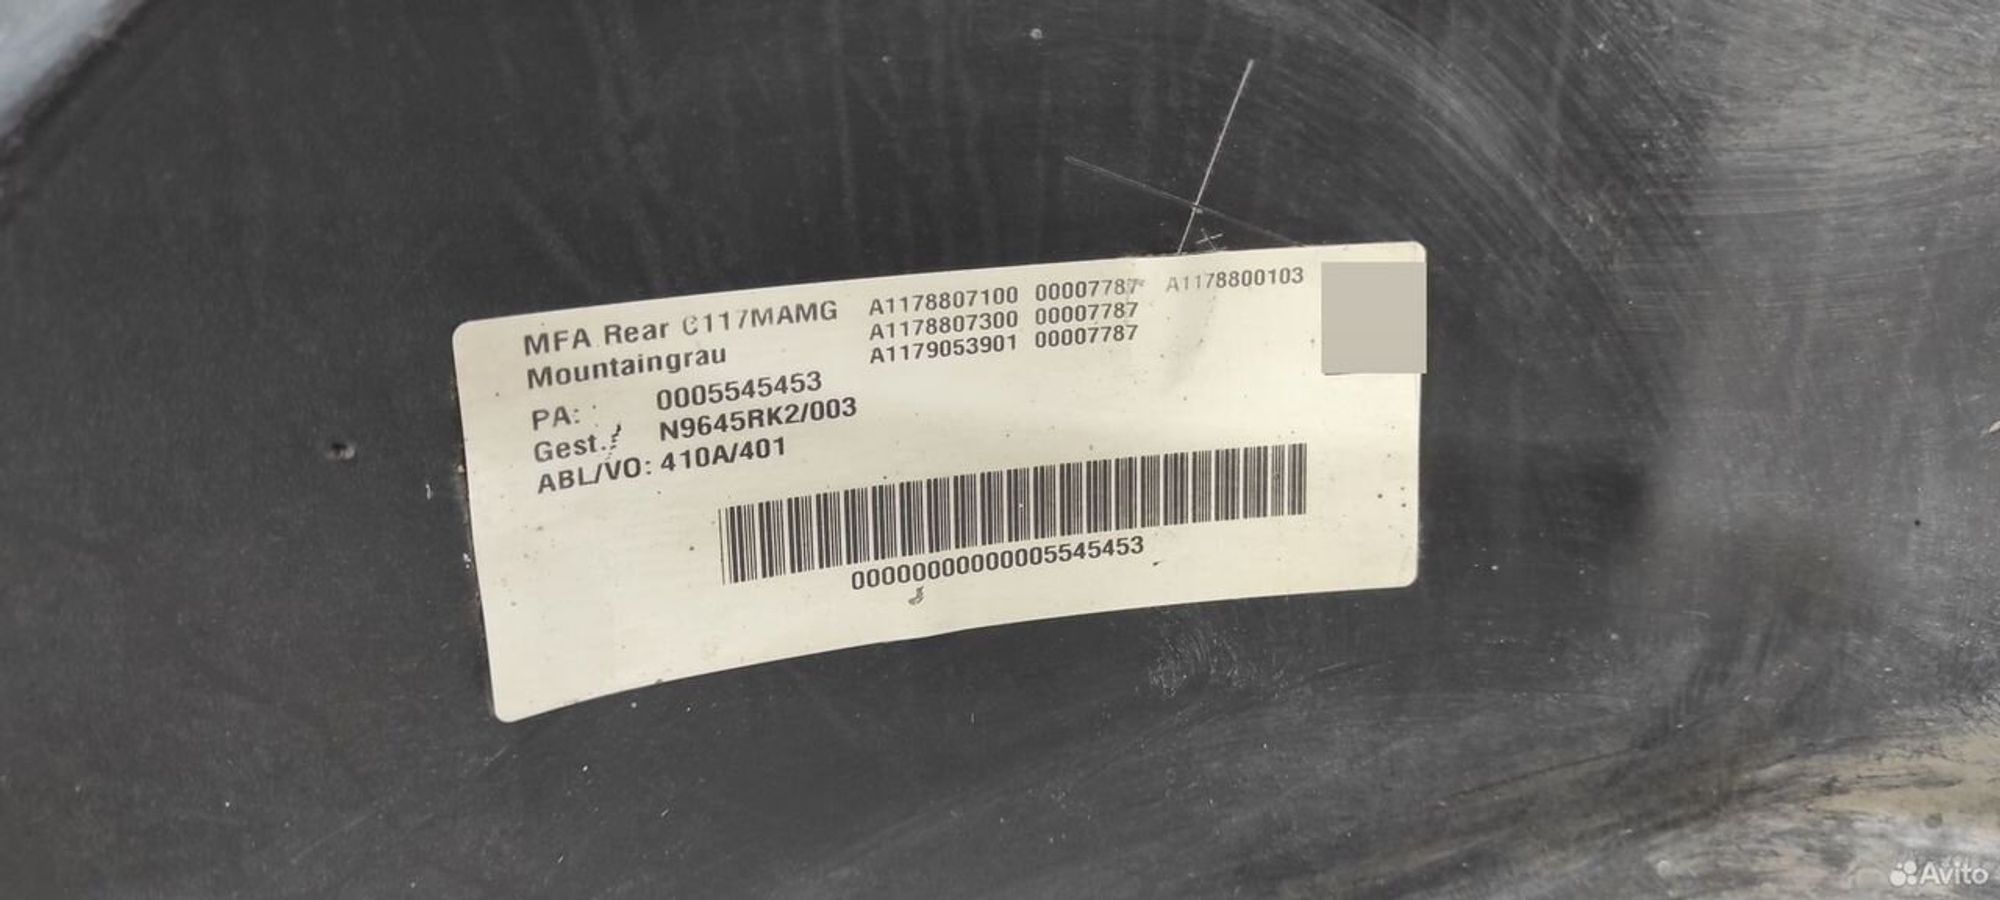 MFA Rear C117MAMG A1178807100 00007787 A1178800103
Mountaingrau A1178807300 00007787
A1179053901 00007787
PA: 0005545453
Gest.: N9645RK2/003
ABL/VO: 410A/401
00000000000005545453
Avito